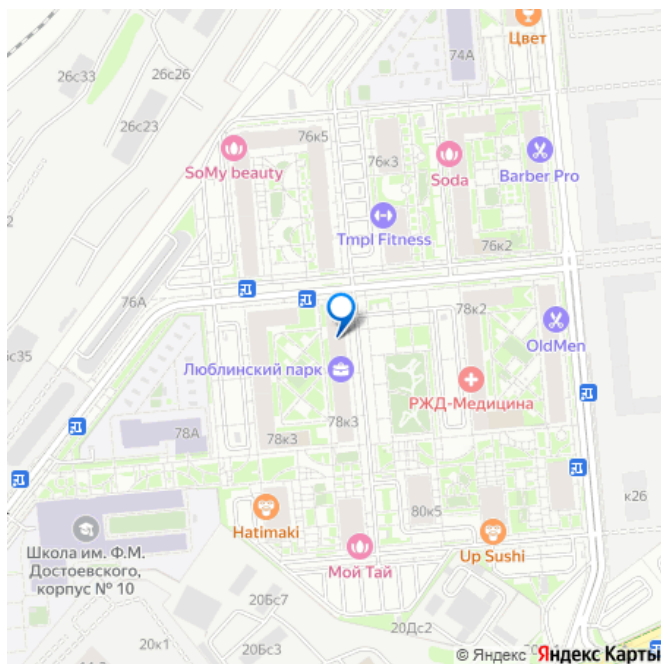 Цвет
74А
26с33
26с26
26с23
76к5
SoMy beauty
76к3
Soda
Barber Pro
Tmpl Fitness
76к2
76А
78к2
с35
Люблинский парк
OldMen
РЖД-Медицина
78А
78к3
78к3
к26
80к5
Hatimaki
Up Sushi
Школа им. Ф.М.
Достоевского,
корпус № 10
Мой Тай
20Бс7
20Дс2
20к1
20Бс3
© Яндекс Яндекс Карты